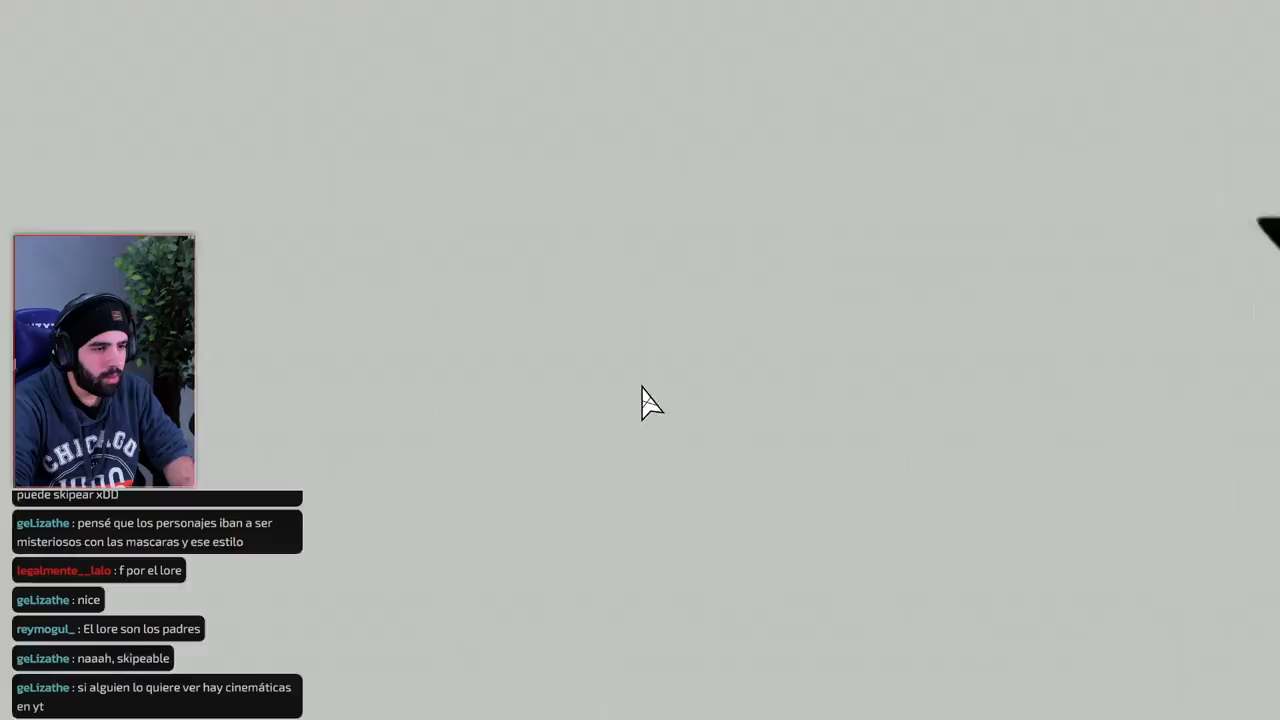 CHICAGO
puede skipear xDD
geLizathe : pensé que los personajes iban a ser
misteriosos con las mascaras y ese estilo
legalmente__lalo : f por el lore
geLizathe : nice
reymogul_ : El lore son los padres
geLizathe : naaah, skipeable
geLizathe : si alguien lo quiere ver hay cinemáticas
en yt